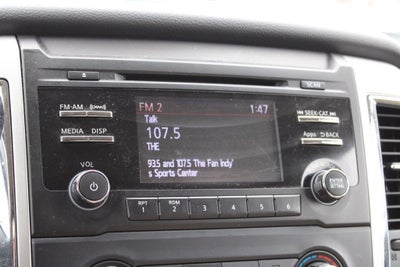 SCAN
FM·AM
SEEK·CAT
MEDIA DISP
Apps BACK
VOL
FM 2 1:47
Talk
107.5
THE
93.5 and 107.5 The Fan Indy'
s Sports Center
ENTER
SETTING
RPT RDM
1 2 3 4 5 6